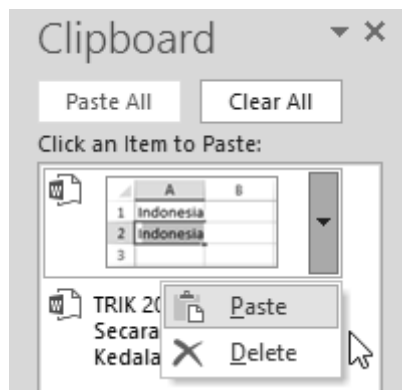 Clipboard
Paste All Clear All
Click an Item to Paste:
A B
1 Indonesia
2 Indonesia
3
TRIK 20
Paste
Secara
Kedala
Delete